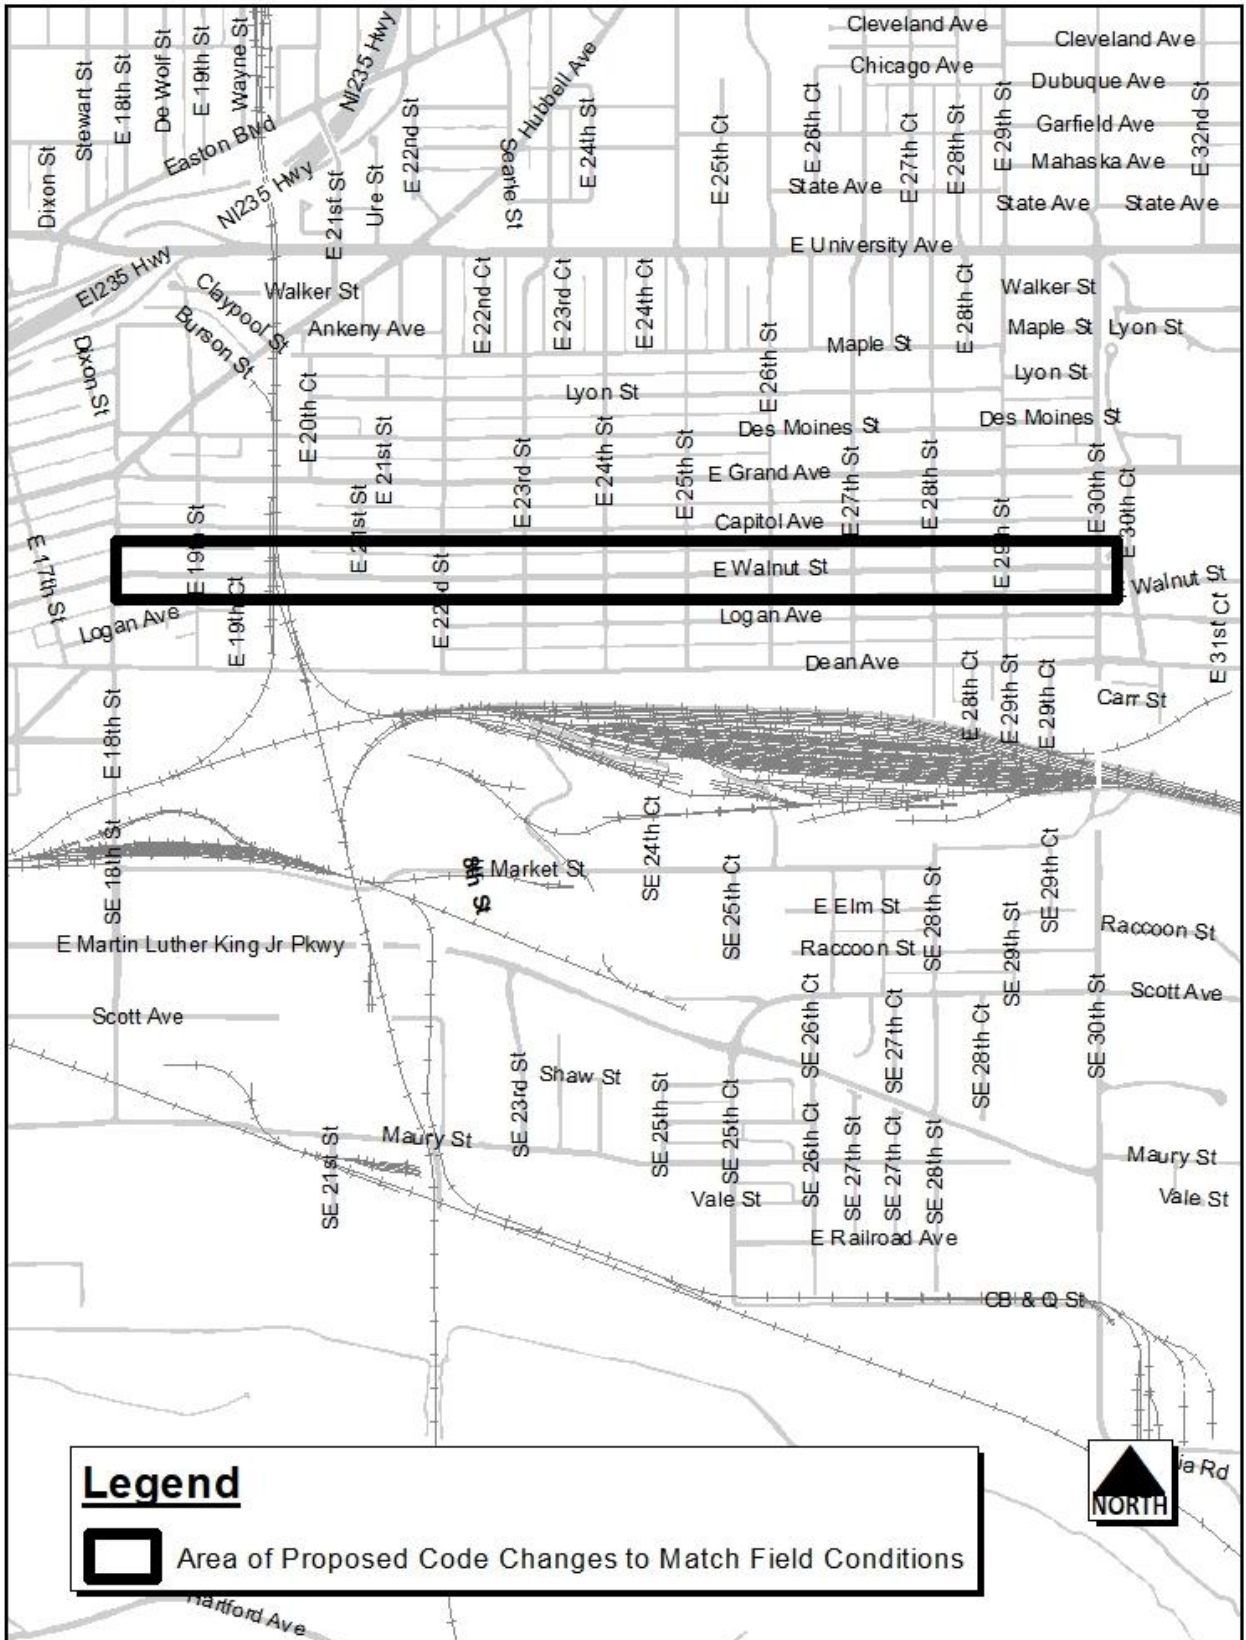 Cleveland Ave
Cleveland Ave
Chicago Ave
Dubuque Ave
Stewart St
E 18th St
De Wolf St
E 19th St
Wayne St
NI235 Hwy
Hubbell Ave
Garfield Ave
Mahaska Ave
E 32nd St
Dixon St
Easton Blvd
NI235 Hwy
E 21st St
Ure St
E 22nd St
Searle St
E 24th St
E 25th Ct
E 26th Ct
E 27th Ct
E 28th St
E 29th St
State Ave
State Ave
State Ave
E University Ave
EI235 Hwy
Claypool St
Burson St
Walker St
Walker St
Ankeny Ave
E 22nd Ct
E 23rd Ct
E 24th Ct
E 28th Ct
Maple St
Maple St
Lyon St
Dixon St
E 20th Ct
E 26th St
Lyon St
Lyon St
Des Moines St
Des Moines St
E 21st St
E 23rd St
E 24th St
E 25th St
E Grand Ave
E 27th St
E 28th St
E 30th St
E 30th Ct
E 21st St
Capitol Ave
E 17th St
E 19th St
E 22nd St
E Walnut St
E 29th St
E Walnut St
Logan Ave
E 19th Ct
Logan Ave
E 31st Ct
Dean Ave
E 18th St
E 28th Ct
E 29th St
E 29th Ct
Carr St
SE 18th St
8th St
E Market St
SE 24th Ct
SE 25th Ct
E Elm St
SE 28th St
SE 29th St
SE 29th Ct
Raccoon St
Raccoon St
E Martin Luther King Jr Pkwy
Scott Ave
Scott Ave
SE 26th Ct
SE 27th Ct
SE 28th Ct
SE 30th St
SE 23rd St
Shaw St
SE 25th St
SE 25th Ct
SE 26th Ct
SE 27th St
SE 27th Ct
SE 28th St
Maury St
Maury St
SE 21st St
Vale St
Vale St
E Railroad Ave
CB & Q St
ia Rd
NORTH
Legend
Area of Proposed Code Changes to Match Field Conditions
Hartford Ave